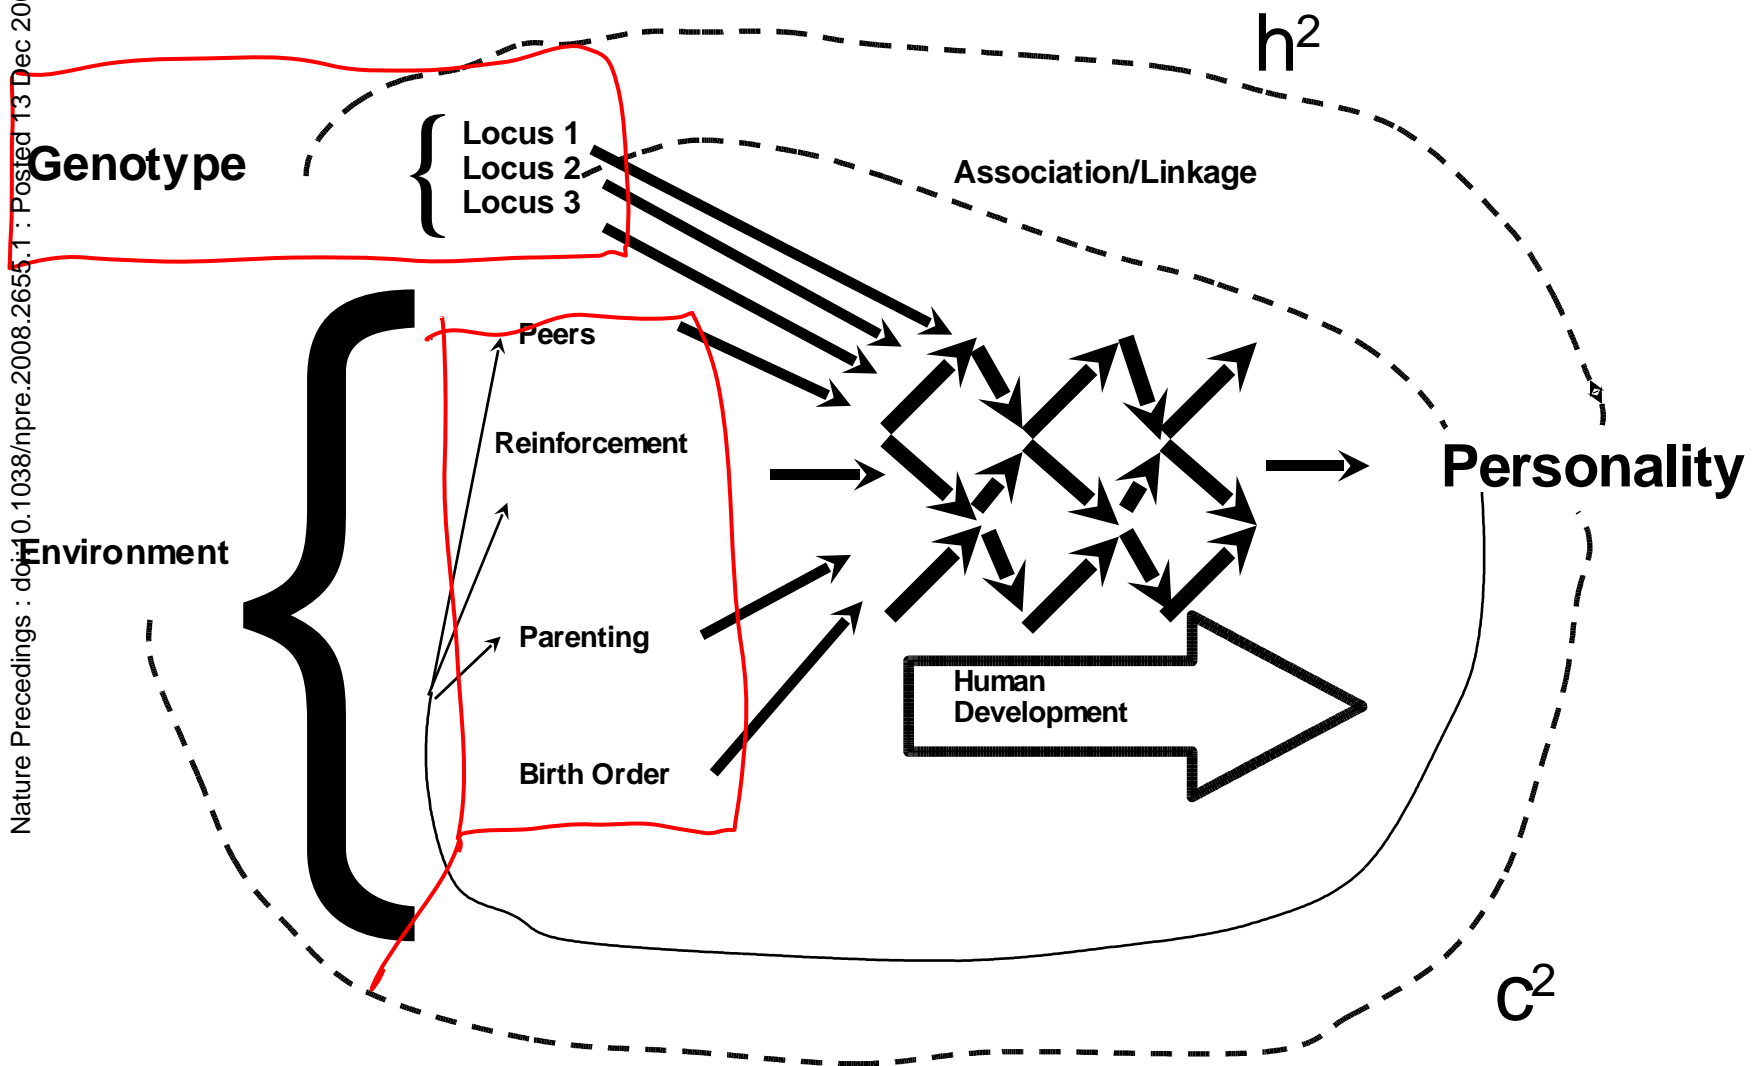 h²
Nature Precedings : doi:10.1038/npre.2008.2655.1 : Posted 13 Dec 200
Genotype
{
Locus 1
Locus 2
Locus 3
Association/Linkage
Peers
Reinforcement
Environment
{
Parenting
Birth Order
Personality
Human
Development
c²